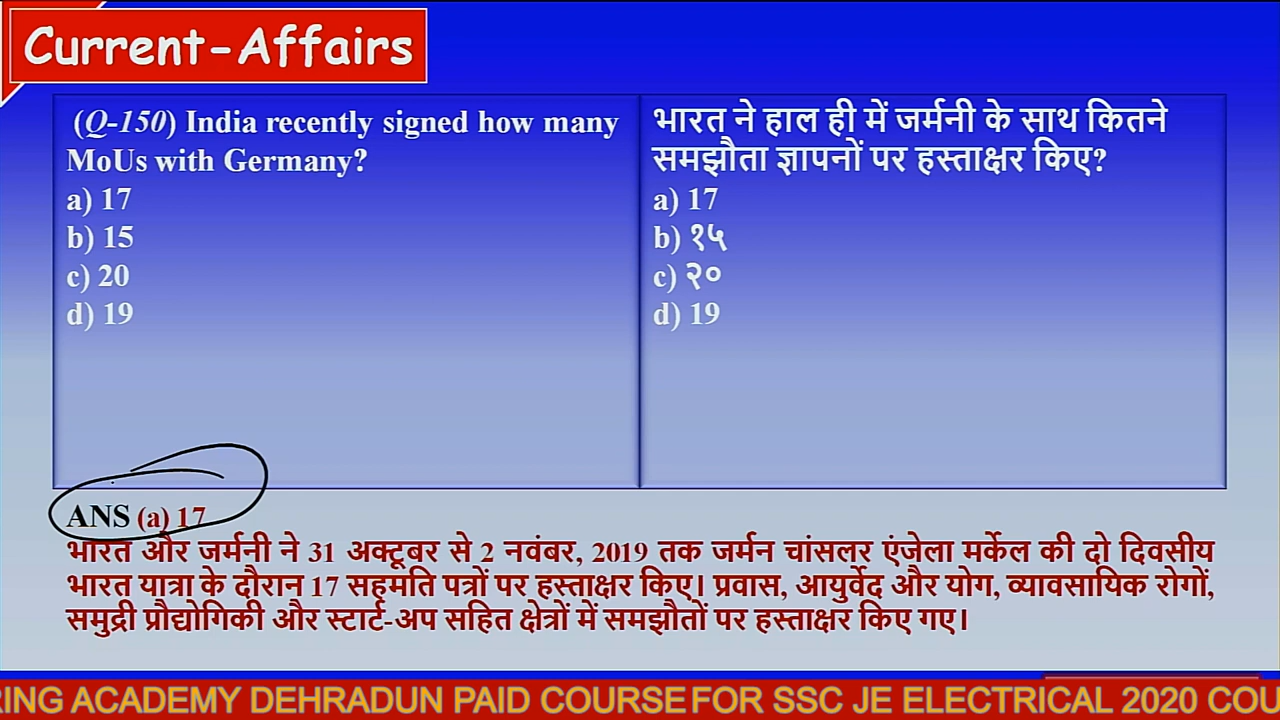 Current-Affairs
(Q-150) India recently signed how many
MoUs with Germany?
a) 17
b) 15
c) 20
d) 19
भारत ने हाल ही में जर्मनी के साथ कितने
समझौता ज्ञापनों पर हस्ताक्षर किए?
a) 17
b) १५
c) २०
d) 19
ANS (a) 17
भारत और जर्मनी ने 31 अक्टूबर से 2 नवंबर, 2019 तक जर्मन चांसलर एंजेला मर्केल की दो दिवसीय
भारत यात्रा के दौरान 17 सहमति पत्रों पर हस्ताक्षर किए। प्रवास, आयुर्वेद और योग, व्यावसायिक रोगों,
समुद्री प्रौद्योगिकी और स्टार्ट-अप सहित क्षेत्रों में समझौतों पर हस्ताक्षर किए गए।
RING ACADEMY DEHRADUN PAID COURSE FOR SSC JE ELECTRICAL 2020 COU